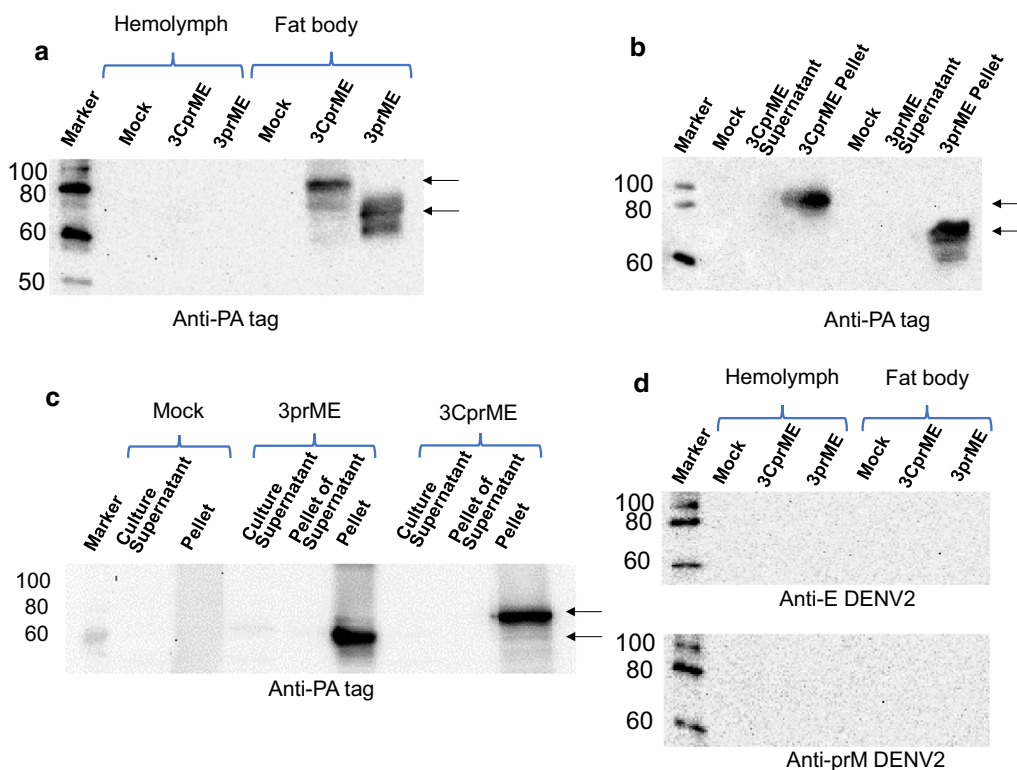 a
Hemolymph Fat body
Marker Mock 3CprME 3prME Mock 3CprME 3prME
100
80
60
50
Anti-PA tag
b
Marker Mock 3CprME Supernatant 3CprME Pellet Mock 3prME Supernatant 3prME Pellet
100
80
60
Anti-PA tag
c
Mock 3prME 3CprME
Marker Culture Supernatant Pellet Culture Supernatant Pellet of Supernatant Pellet Culture Supernatant Pellet of Supernatant Pellet
100
80
60
Anti-PA tag
d
Hemolymph Fat body
Marker Mock 3CprME 3prME Mock 3CprME 3prME
100
80
60
Anti-E DENV2
100
80
60
Anti-prM DENV2